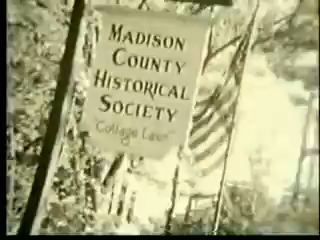 MADISON
COUNTY
HISTORICAL
SOCIETY
"Cottage Lawn"